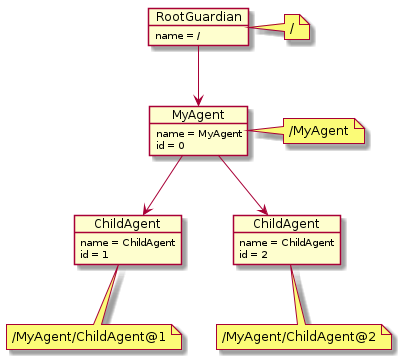 RootGuardian
name = /
/
MyAgent
name = MyAgent
id = 0
/MyAgent
ChildAgent
name = ChildAgent
id = 1
ChildAgent
name = ChildAgent
id = 2
/MyAgent/ChildAgent@1
/MyAgent/ChildAgent@2